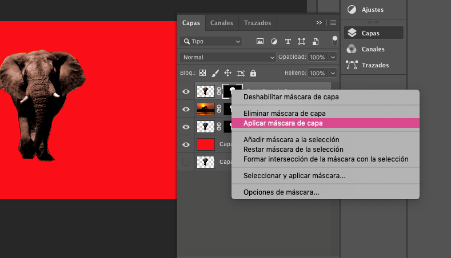 Capas Canales Trazados
Tipo
Normal Opacidad: 100%
Bloq.: Relleno: 100%
Capa
Capa
Deshabilitar máscara de capa
Eliminar máscara de capa
Aplicar máscara de capa
Añadir máscara a la selección
Restar máscara de la selección
Formar intersección de la máscara con la selección
Seleccionar y aplicar máscara...
Opciones de máscara...
Ajustes
Capas
Canales
Trazados